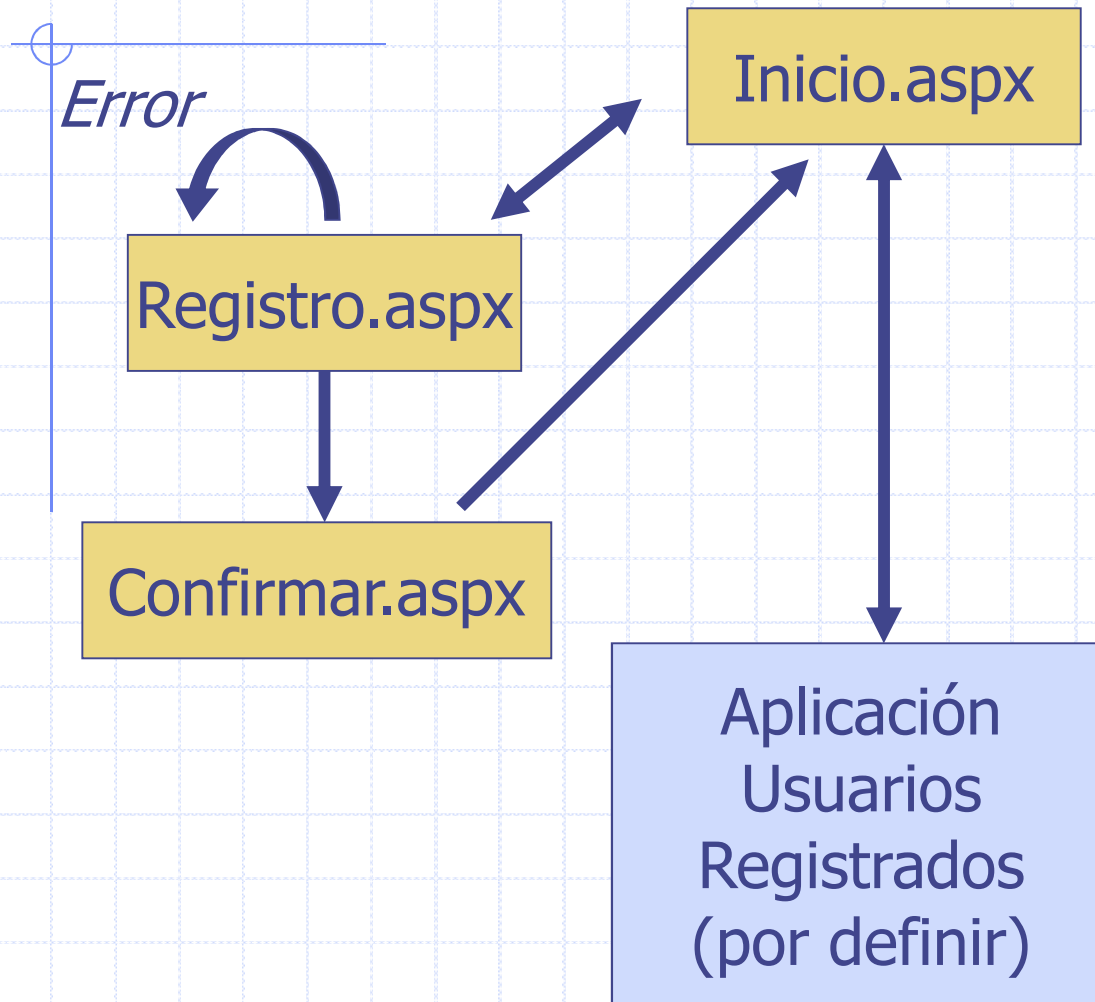 Inicio.aspx
Error
Registro.aspx
Confirmar.aspx
Aplicación
Usuarios
Registrados
(por definir)